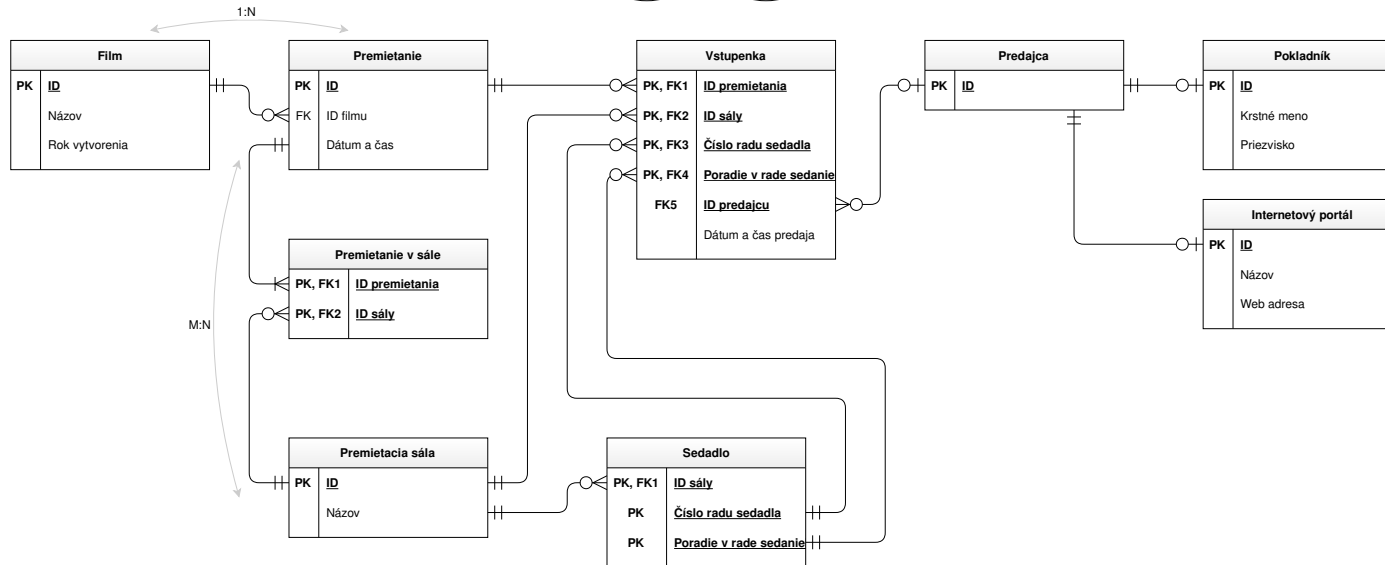 1:N
Film
PK ID
Názov
Rok vytvorenia
Premietanie
PK ID
FK ID filmu
Dátum a čas
Vstupenka
PK, FK1 ID premietania
PK, FK2 ID sály
PK, FK3 Číslo radu sedadla
PK, FK4 Poradie v rade sedanie
FK5 ID predajcu
Dátum a čas predaja
Predajca
PK ID
Pokladník
PK ID
Krstné meno
Priezvisko
Internetový portál
PK ID
Názov
Web adresa
Premietanie v sále
PK, FK1 ID premietania
PK, FK2 ID sály
M:N
Premietacia sála
PK ID
Názov
Sedadlo
PK, FK1 ID sály
PK Číslo radu sedadla
PK Poradie v rade sedanie